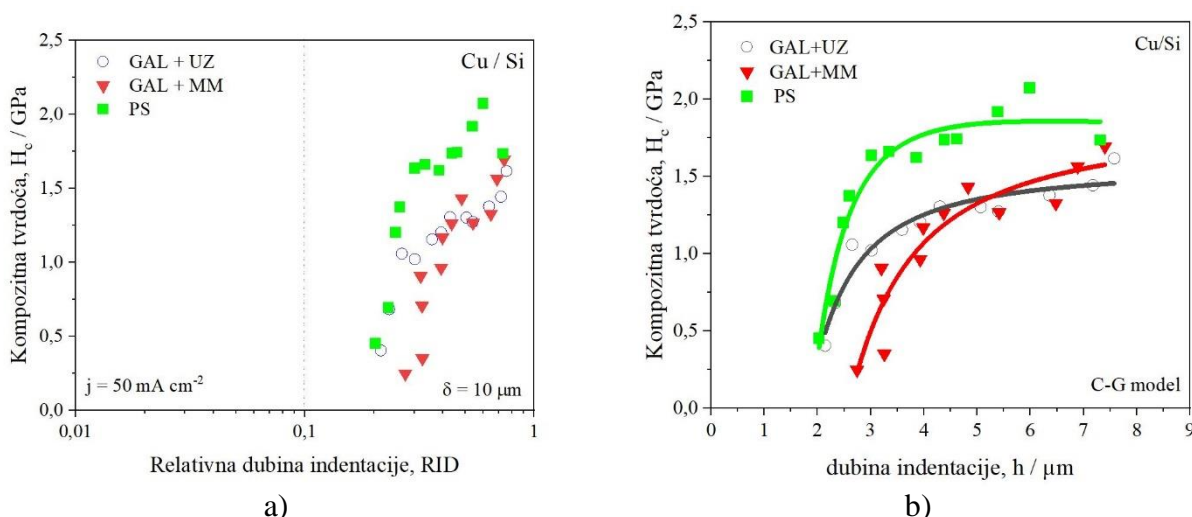 2,5
2,0
1,5
1,0
0,5
0,0
Kompozitna tvrdoća, H_c / GPa
GAL + UZ
GAL + MM
PS
Cu / Si
j = 50 mA cm⁻²
δ = 10 µm
0,01
0,1
1
Relativna dubina indentacije, RID
a)
2,5
2,0
1,5
1,0
0,5
0,0
Kompozitna tvrdoća, H_c / GPa
GAL+UZ
GAL+MM
PS
Cu/Si
C-G model
0 1 2 3 4 5 6 7 8 9
dubina indentacije, h / µm
b)